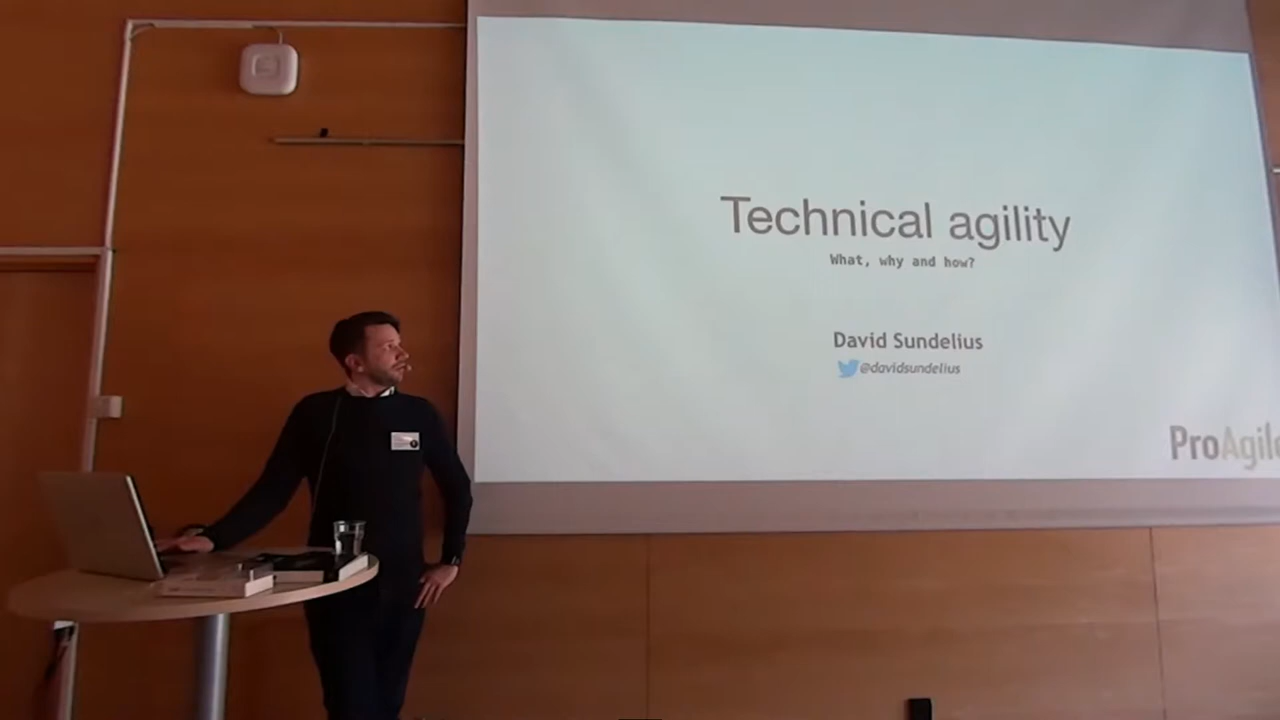 Technical agility
What, why and how?
David Sundelius
@davidsundelius
ProAgile